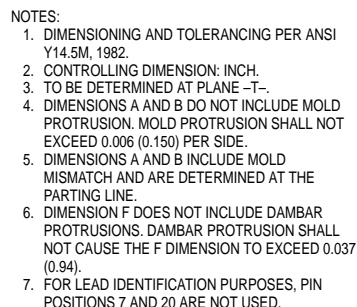 NOTES:
1. DIMENSIONING AND TOLERANCING PER ANSI
Y14.5M, 1982.
2. CONTROLLING DIMENSION: INCH.
3. TO BE DETERMINED AT PLANE –T–.
4. DIMENSIONS A AND B DO NOT INCLUDE MOLD
PROTRUSION. MOLD PROTRUSION SHALL NOT
EXCEED 0.006 (0.150) PER SIDE.
5. DIMENSIONS A AND B INCLUDE MOLD
MISMATCH AND ARE DETERMINED AT THE
PARTING LINE.
6. DIMENSION F DOES NOT INCLUDE DAMBAR
PROTRUSIONS. DAMBAR PROTRUSION SHALL
NOT CAUSE THE F DIMENSION TO EXCEED 0.037
(0.94).
7. FOR LEAD IDENTIFICATION PURPOSES, PIN
POSITIONS 7 AND 20 ARE NOT USED.